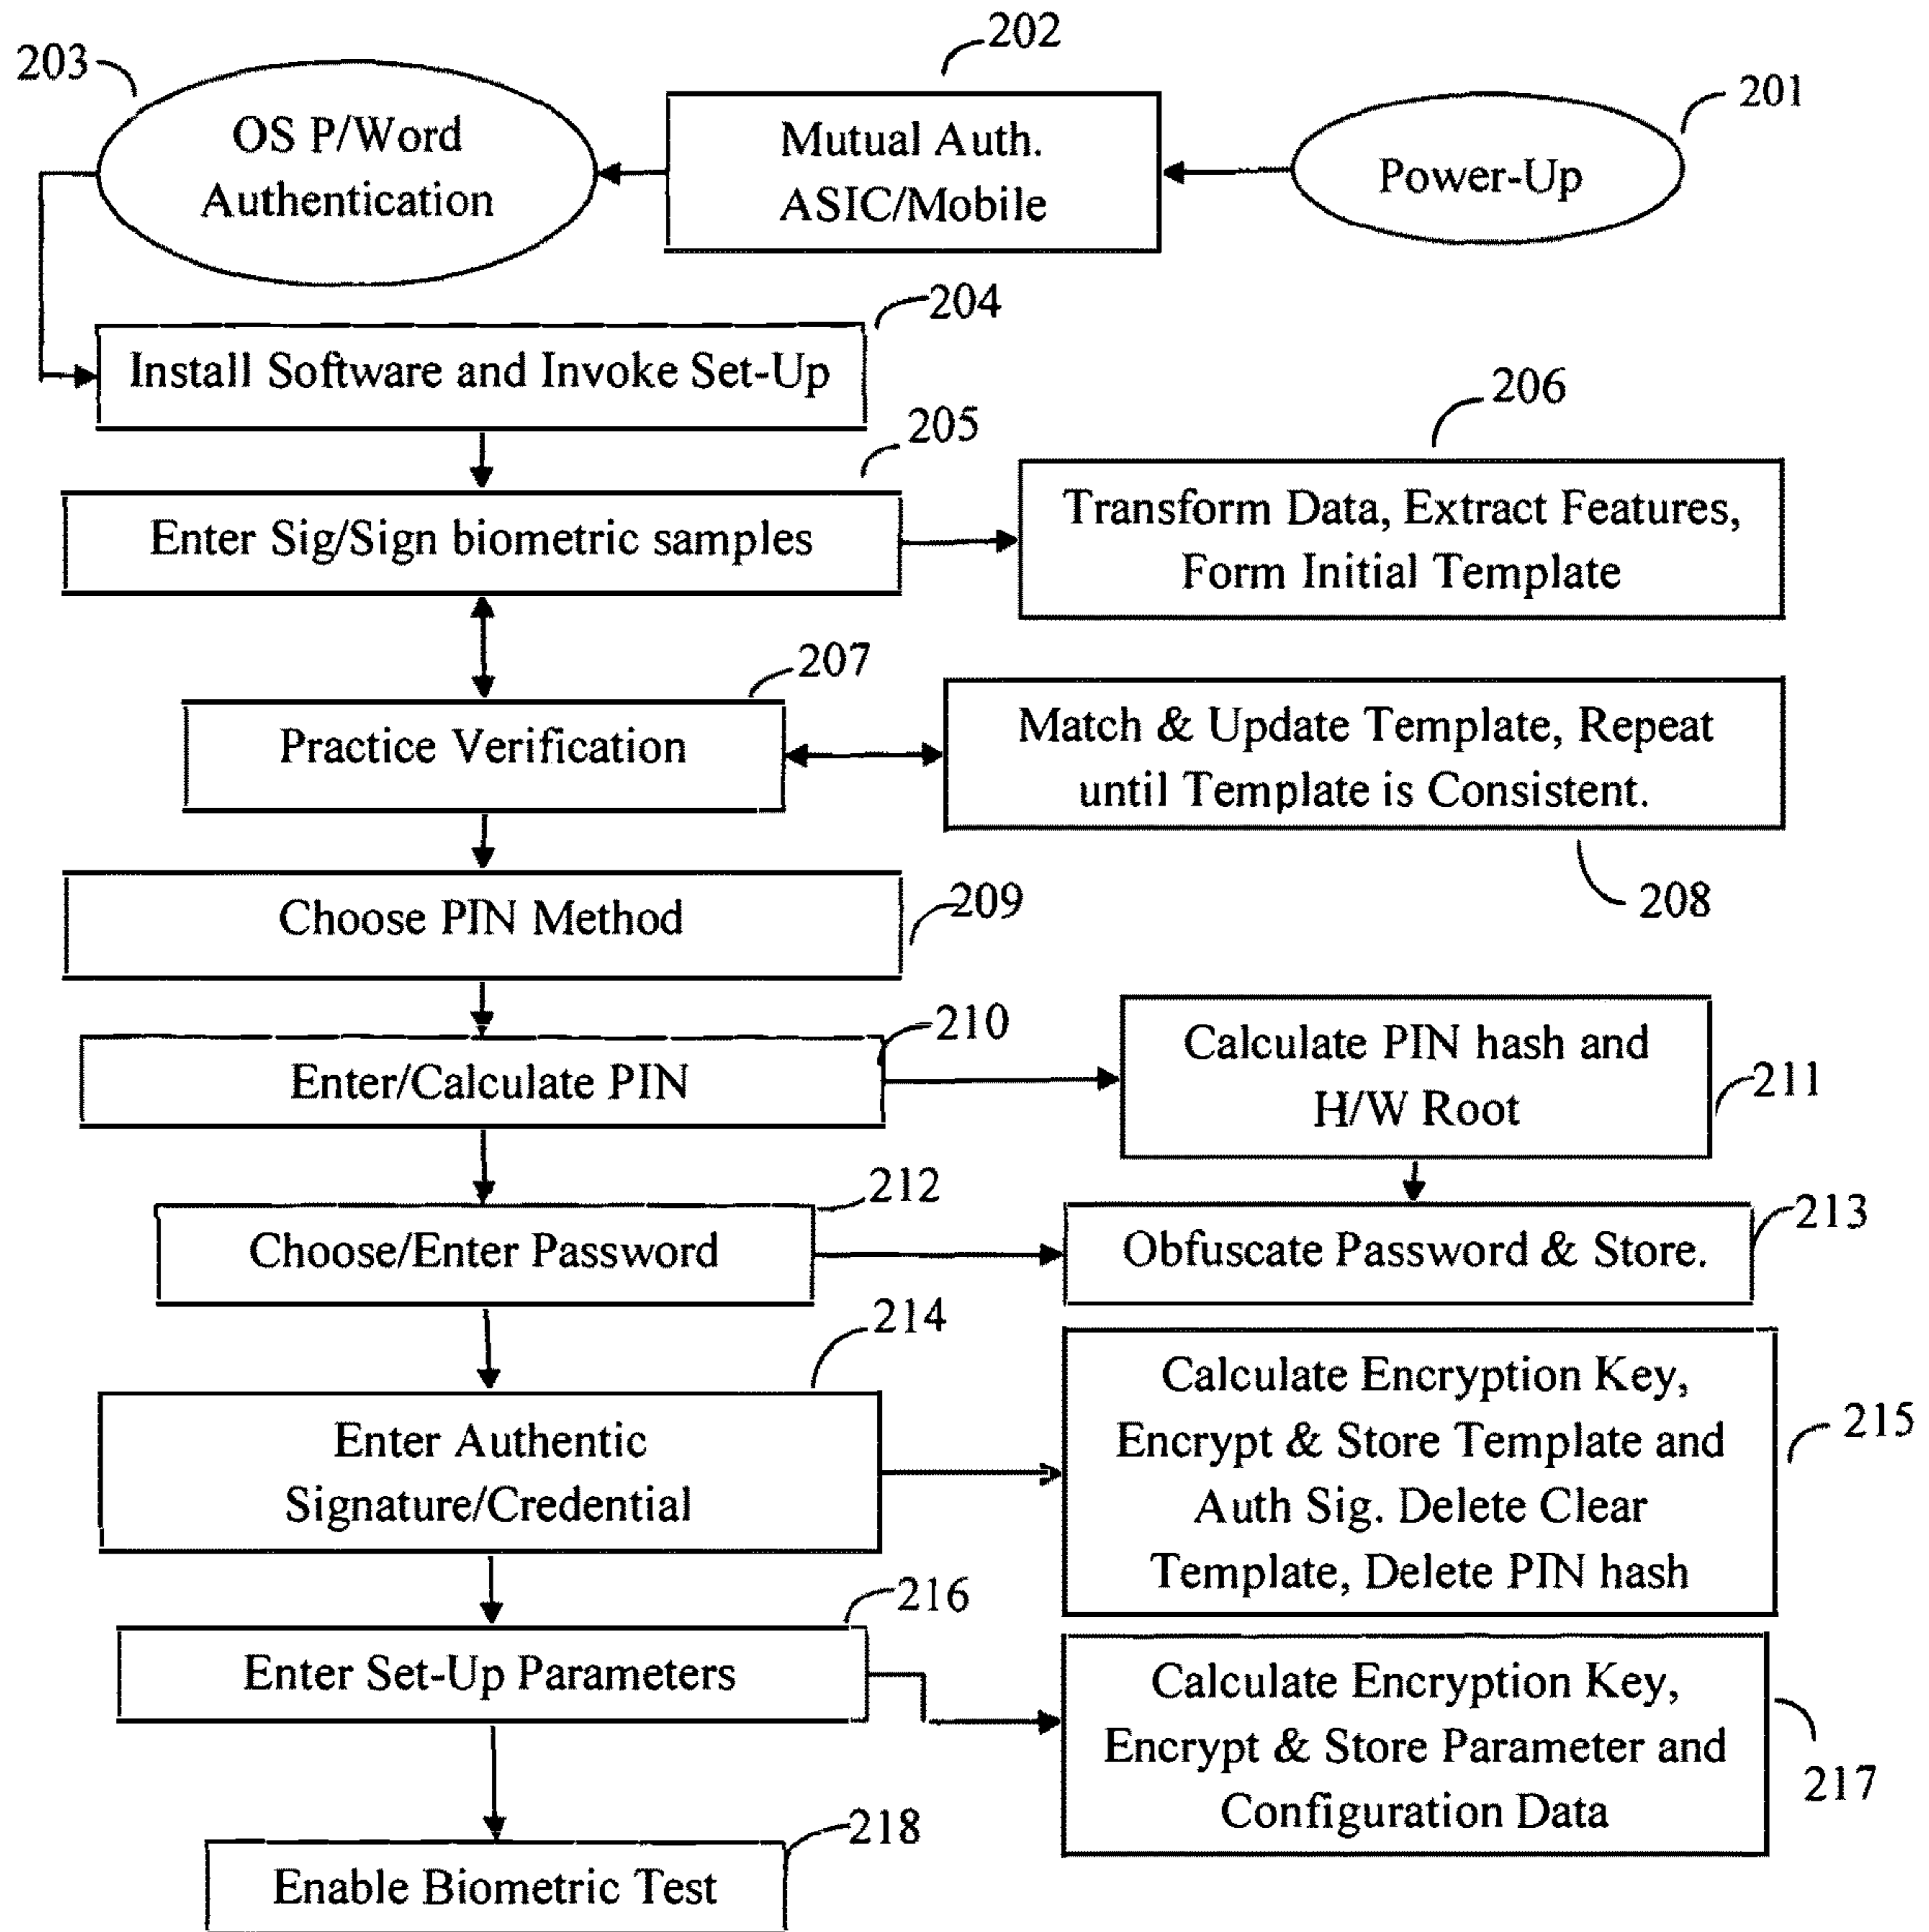 202
203
201
OS P/Word
Authentication
Mutual Auth.
ASIC/Mobile
Power-Up
204
Install Software and Invoke Set-Up
205
206
Enter Sig/Sign biometric samples
Transform Data, Extract Features,
Form Initial Template
207
Practice Verification
Match & Update Template, Repeat
until Template is Consistent.
208
Choose PIN Method
209
210
Enter/Calculate PIN
Calculate PIN hash and
H/W Root
211
212
Choose/Enter Password
213
Obfuscate Password & Store.
214
Enter Authentic
Signature/Credential
Calculate Encryption Key,
Encrypt & Store Template and
Auth Sig. Delete Clear
Template, Delete PIN hash
215
216
Enter Set-Up Parameters
Calculate Encryption Key,
Encrypt & Store Parameter and
Configuration Data
217
218
Enable Biometric Test